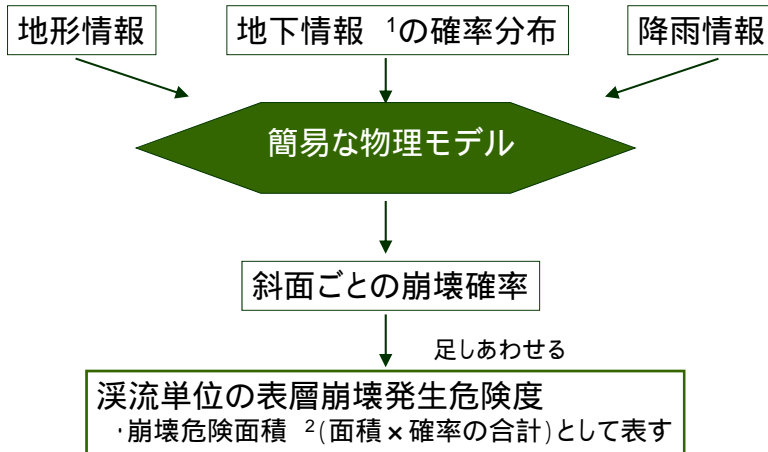 地形情報
地下情報 ¹の確率分布
降雨情報
簡易な物理モデル
斜面ごとの崩壊確率
足しあわせる
渓流単位の表層崩壊発生危険度
・崩壊危険面積 ²(面積×確率の合計)として表す